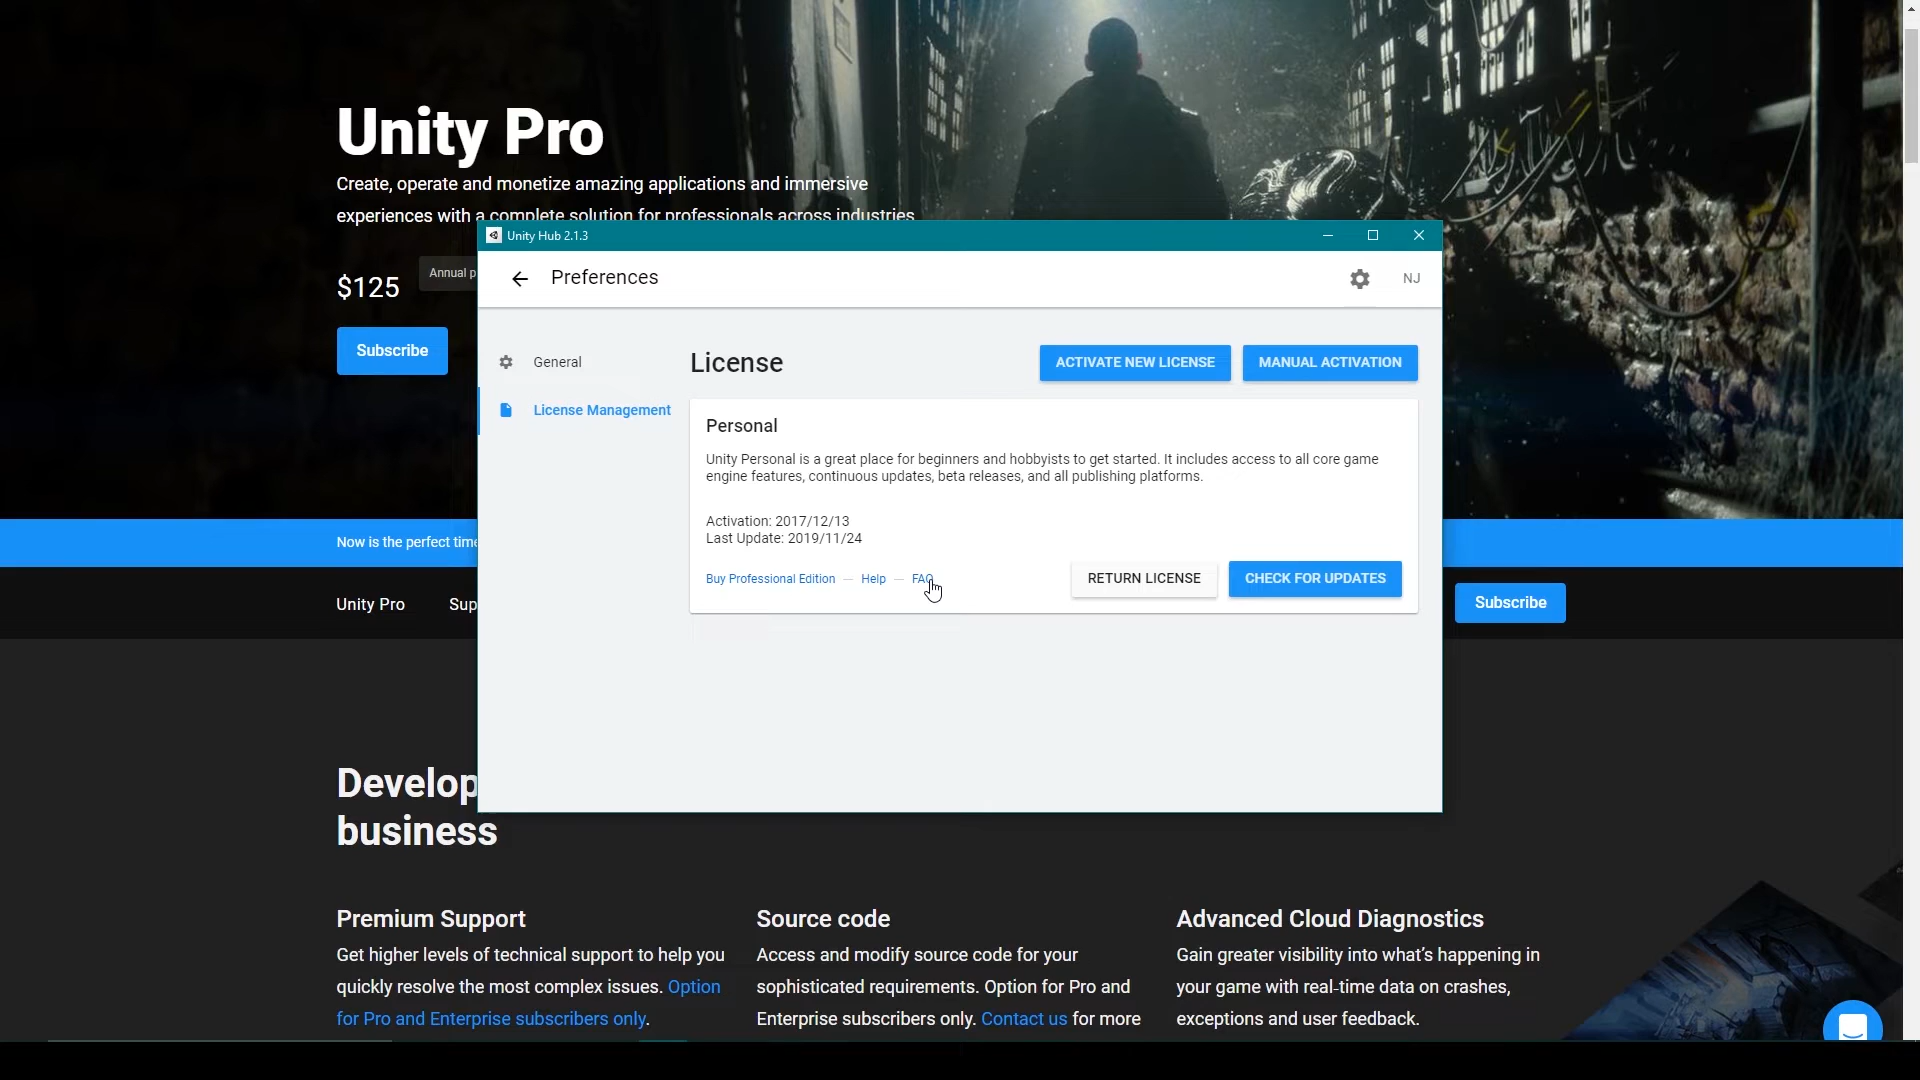 Unity Pro
Create, operate and monetize amazing applications and immersive
experiences with a complete solution for professionals across industries
$125
Annual p
Subscribe
Unity Hub 2.1.3
Preferences
NJ
General
License Management
License
ACTIVATE NEW LICENSE
MANUAL ACTIVATION
Personal
Unity Personal is a great place for beginners and hobbyists to get started. It includes access to all core game
engine features, continuous updates, beta releases, and all publishing platforms.
Activation: 2017/12/13
Last Update: 2019/11/24
Buy Professional Edition — Help — FAQ
RETURN LICENSE
CHECK FOR UPDATES
Now is the perfect time
Unity Pro
Sup
Subscribe
Develop
business
Premium Support
Get higher levels of technical support to help you
quickly resolve the most complex issues. Option
for Pro and Enterprise subscribers only.
Source code
Access and modify source code for your
sophisticated requirements. Option for Pro and
Enterprise subscribers only. Contact us for more
Advanced Cloud Diagnostics
Gain greater visibility into what's happening in
your game with real-time data on crashes,
exceptions and user feedback.